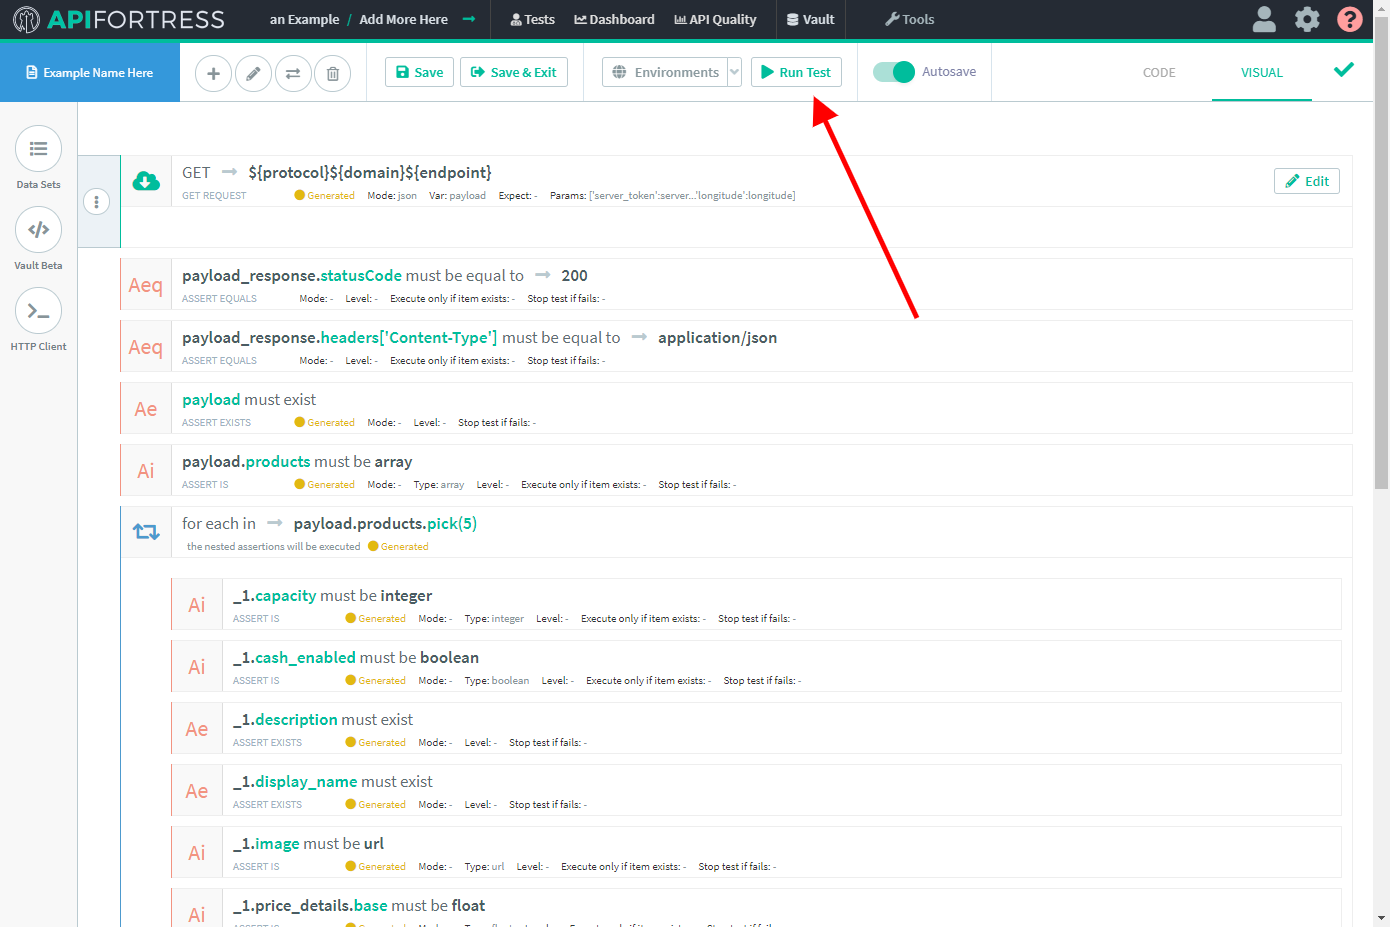 APIFORTRESS an Example / Add More Here Tests Dashboard API Quality Vault Tools ?
Example Name Here Save Save & Exit Environments Run Test Autosave CODE VISUAL
Data Sets
Vault Beta
HTTP Client
GET ${protocol}${domain}${endpoint}
GET REQUEST Generated Mode: json Var: payload Expect: - Params: ['server_token':server...'longitude':longitude]
Edit
Aeq payload_response.statusCode must be equal to 200
ASSERT EQUALS Mode: - Level: - Execute only if item exists: - Stop test if fails: -
Aeq payload_response.headers['Content-Type'] must be equal to application/json
ASSERT EQUALS Mode: - Level: - Execute only if item exists: - Stop test if fails: -
Ae payload must exist
ASSERT EXISTS Generated Mode: - Level: - Stop test if fails: -
Ai payload.products must be array
ASSERT IS Generated Mode: - Type: array Level: - Execute only if item exists: - Stop test if fails: -
for each in payload.products.pick(5)
the nested assertions will be executed Generated
Ai _1.capacity must be integer
ASSERT IS Generated Mode: - Type: integer Level: - Execute only if item exists: - Stop test if fails: -
Ai _1.cash_enabled must be boolean
ASSERT IS Generated Mode: - Type: boolean Level: - Execute only if item exists: - Stop test if fails: -
Ae _1.description must exist
ASSERT EXISTS Generated Mode: - Level: - Stop test if fails: -
Ae _1.display_name must exist
ASSERT EXISTS Generated Mode: - Level: - Stop test if fails: -
Ai _1.image must be url
ASSERT IS Generated Mode: - Type: url Level: - Execute only if item exists: - Stop test if fails: -
Ai _1.price_details.base must be float